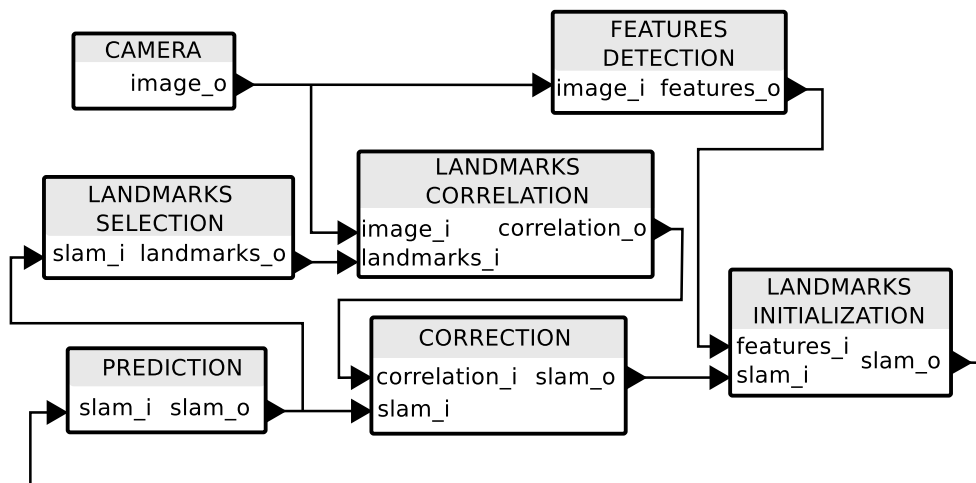 CAMERA
image_o
FEATURES
DETECTION
image_i features_o
LANDMARKS
SELECTION
slam_i landmarks_o
LANDMARKS
CORRELATION
image_i correlation_o
landmarks_i
LANDMARKS
INITIALIZATION
features_i
slam_o
slam_i
PREDICTION
slam_i slam_o
CORRECTION
correlation_i slam_o
slam_i